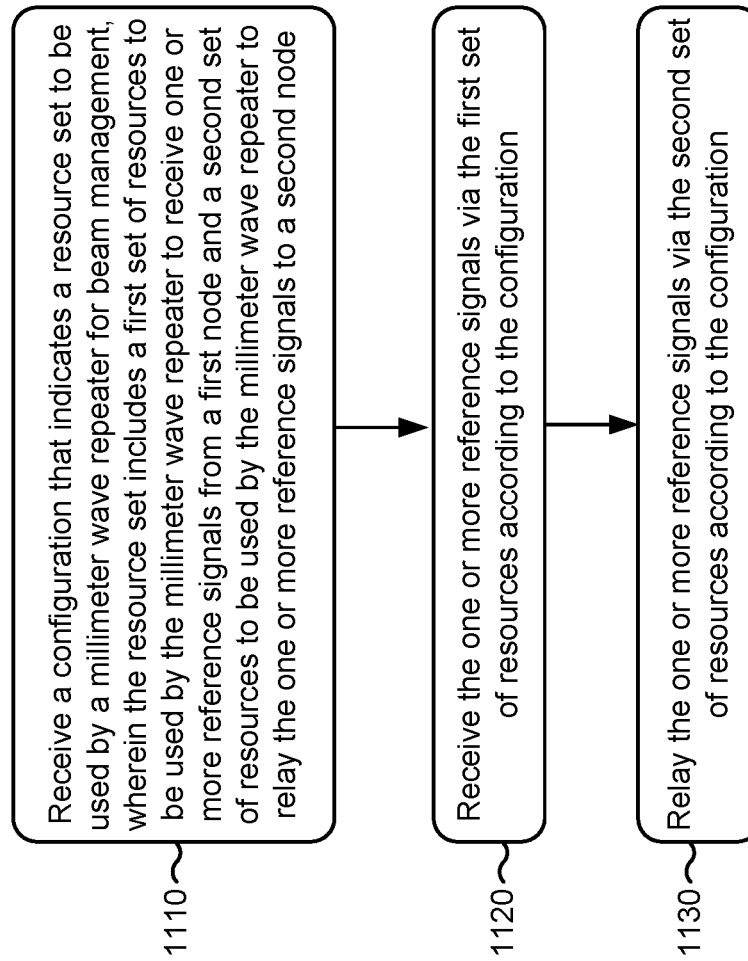 1110
Receive a configuration that indicates a resource set to be
used by a millimeter wave repeater for beam management,
wherein the resource set includes a first set of resources to
be used by the millimeter wave repeater to receive one or
more reference signals from a first node and a second set
of resources to be used by the millimeter wave repeater to
relay the one or more reference signals to a second node
1120
Receive the one or more reference signals via the first set
of resources according to the configuration
1130
Relay the one or more reference signals via the second set
of resources according to the configuration